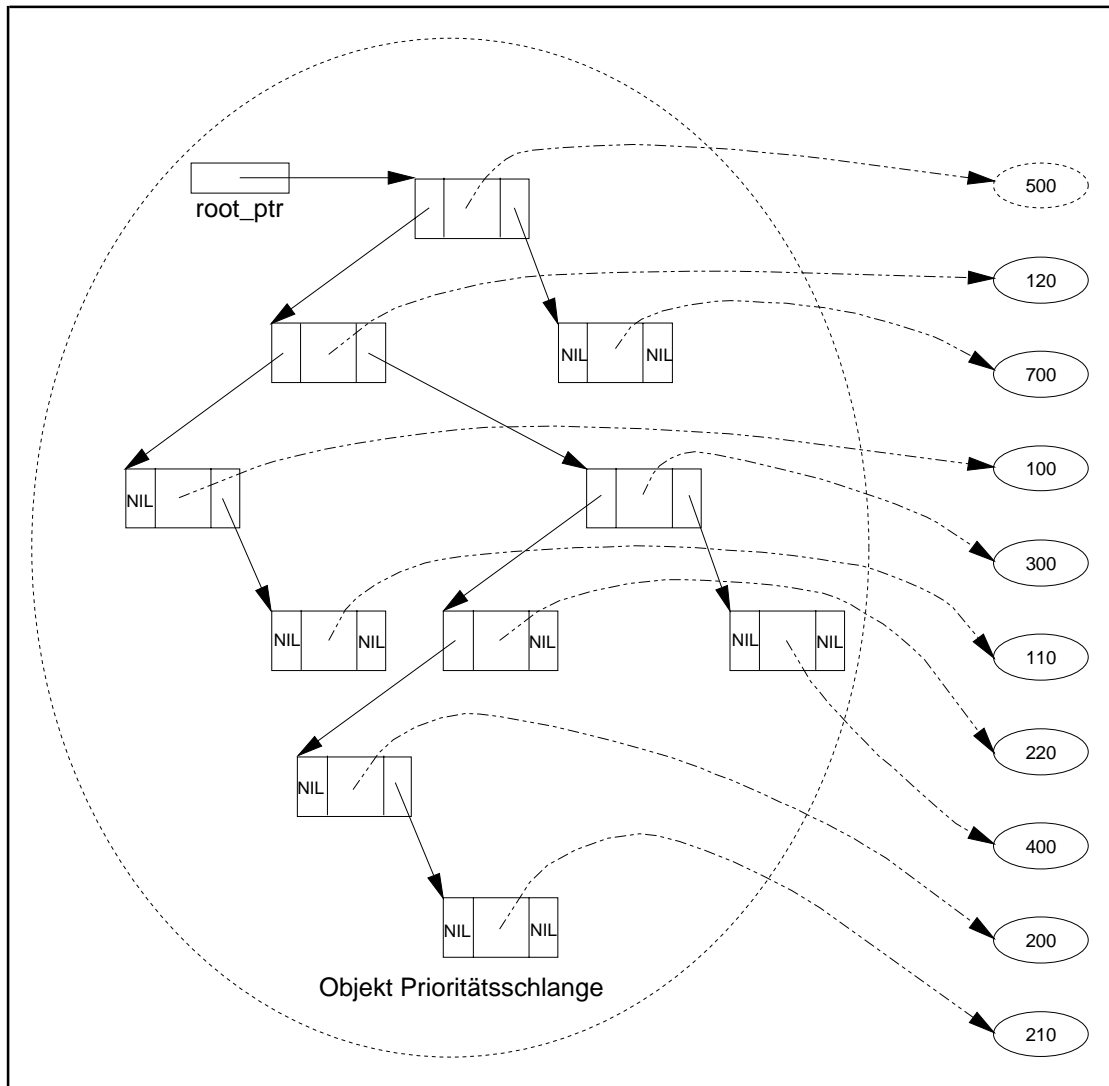 500
root_ptr
120
NIL NIL
700
NIL
100
300
NIL NIL NIL NIL NIL
110
220
NIL
400
NIL NIL
200
Objekt Prioritätsschlange
210